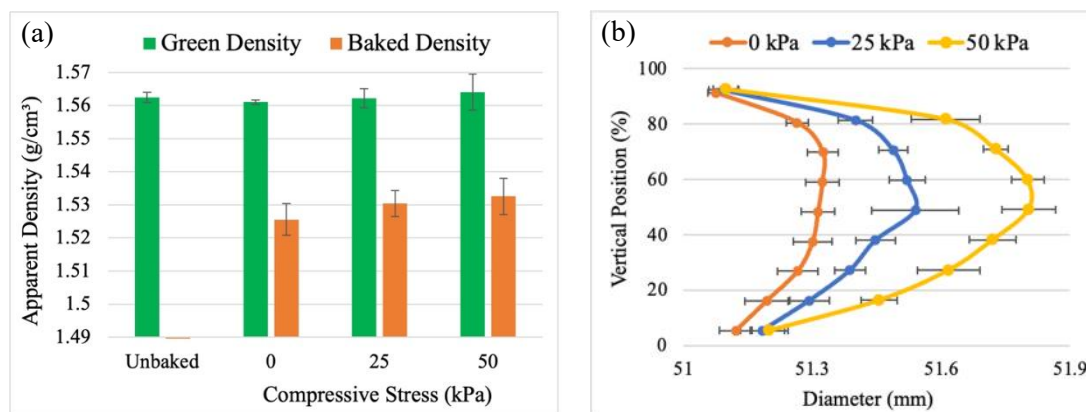 (a)
Green Density Baked Density
1.57
1.56
1.55
1.54
1.53
1.52
1.51
1.5
1.49
Apparent Density (g/cm³)
Unbaked 0 25 50
Compressive Stress (kPa)
(b)
0 kPa 25 kPa 50 kPa
100
80
60
40
20
0
Vertical Position (%)
51 51.3 51.6 51.9
Diameter (mm)